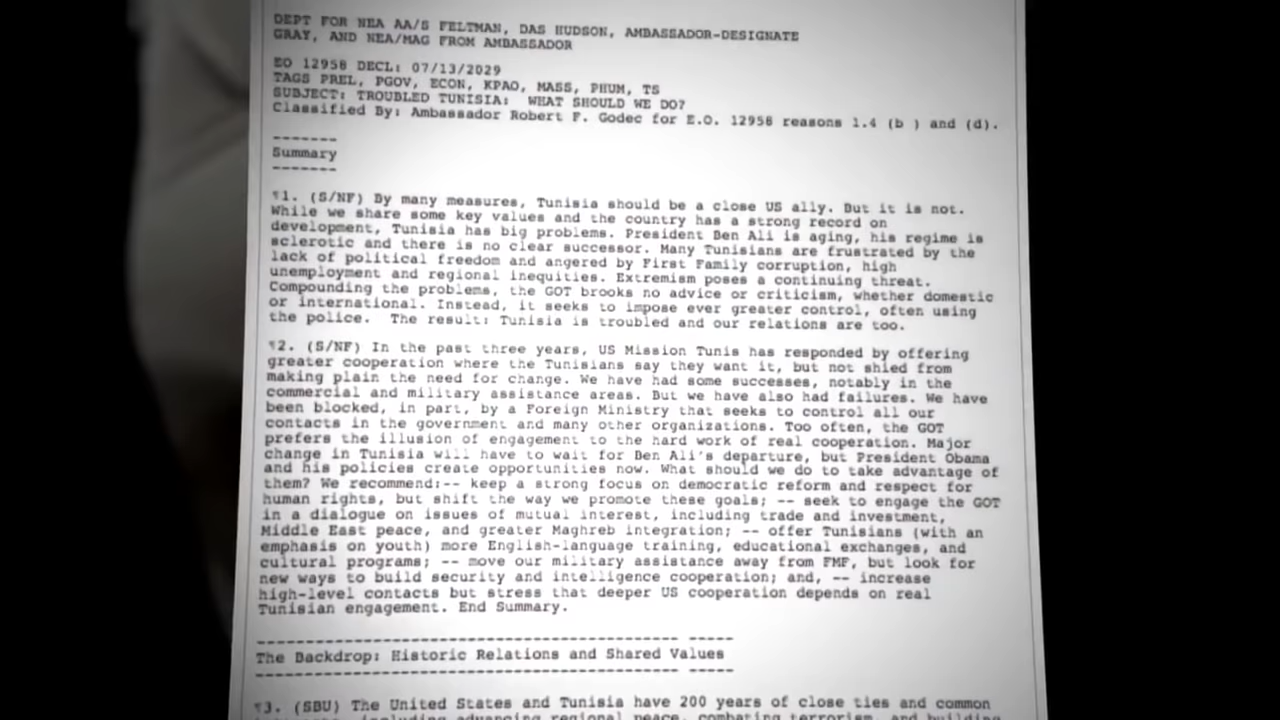 DEPT FOR NEA AA/S FELTMAN, DAS HUDSON, AMBASSADOR-DESIGNATE
GRAY, AND NEA/MAG FROM AMBASSADOR
EO 12958 DECL: 07/13/2029
TAGS PREL, PGOV, ECON, KPAO, MASS, PHUM, TS
SUBJECT: TROUBLED TUNISIA: WHAT SHOULD WE DO?
Classified By: Ambassador Robert F. Godec for E.O. 12958 reasons 1.4 (b ) and (d).
-------
Summary
-------
¶1. (S/NF) By many measures, Tunisia should be a close US ally. But it is not.
While we share some key values and the country has a strong record on
development, Tunisia has big problems. President Ben Ali is aging, his regime is
sclerotic and there is no clear successor. Many Tunisians are frustrated by the
lack of political freedom and angered by First Family corruption, high
unemployment and regional inequities. Extremism poses a continuing threat.
Compounding the problems, the GOT brooks no advice or criticism, whether domestic
or international. Instead, it seeks to impose ever greater control, often using
the police. The result: Tunisia is troubled and our relations are too.
¶2. (S/NF) In the past three years, US Mission Tunis has responded by offering
greater cooperation where the Tunisians say they want it, but not shied from
making plain the need for change. We have had some successes, notably in the
commercial and military assistance areas. But we have also had failures. We have
been blocked, in part, by a Foreign Ministry that seeks to control all our
contacts in the government and many other organizations. Too often, the GOT
prefers the illusion of engagement to the hard work of real cooperation. Major
change in Tunisia will have to wait for Ben Ali's departure, but President Obama
and his policies create opportunities now. What should we do to take advantage of
them? We recommend:-- keep a strong focus on democratic reform and respect for
human rights, but shift the way we promote these goals; -- seek to engage the GOT
in a dialogue on issues of mutual interest, including trade and investment,
Middle East peace, and greater Maghreb integration; -- offer Tunisians (with an
emphasis on youth) more English-language training, educational exchanges, and
cultural programs; -- move our military assistance away from FMF, but look for
new ways to build security and intelligence cooperation; and, -- increase
high-level contacts but stress that deeper US cooperation depends on real
Tunisian engagement. End Summary.
--------------------------------------------- -----
The Backdrop: Historic Relations and Shared Values
--------------------------------------------- -----
¶3. (SBU) The United States and Tunisia have 200 years of close ties and common
including advancing regional peace, combating terrorism, and building